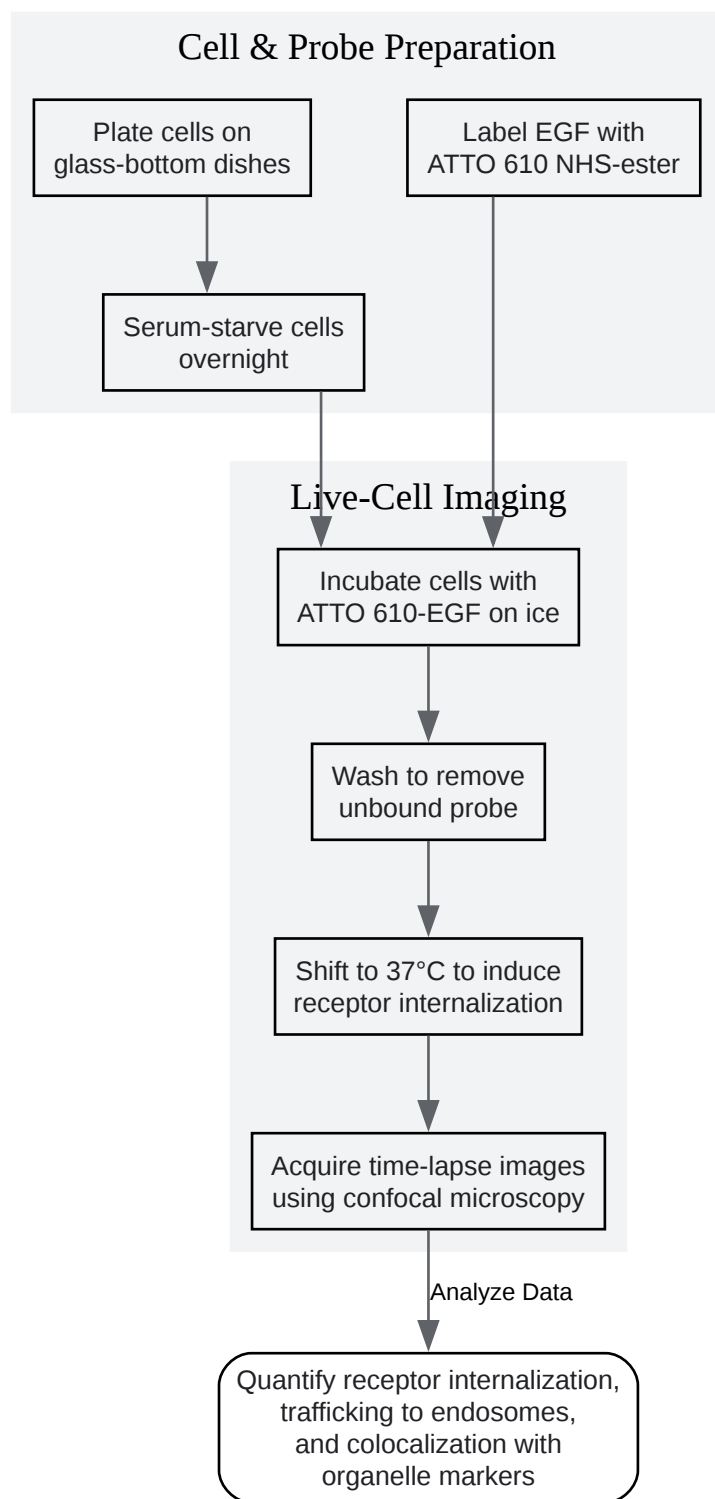 Cell & Probe Preparation
Plate cells on
glass-bottom dishes
Label EGF with
ATTO 610 NHS-ester
Serum-starve cells
overnight
Live-Cell Imaging
Incubate cells with
ATTO 610-EGF on ice
Wash to remove
unbound probe
Shift to 37°C to induce
receptor internalization
Acquire time-lapse images
using confocal microscopy
Analyze Data
Quantify receptor internalization,
trafficking to endosomes,
and colocalization with
organelle markers